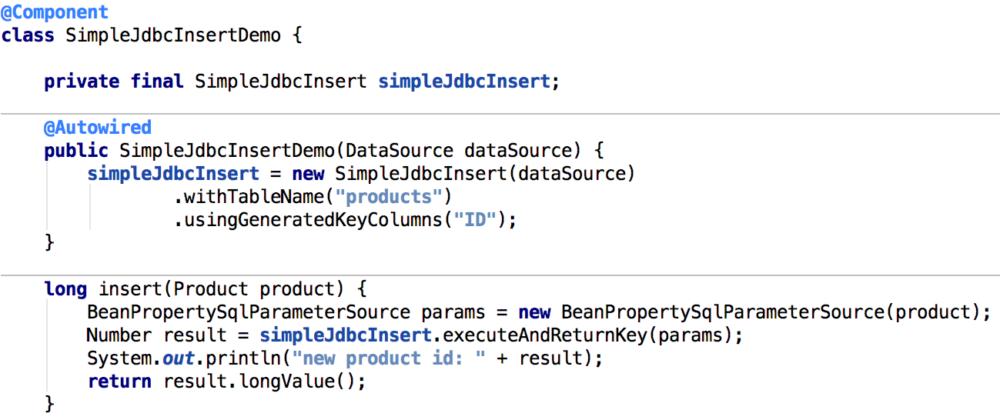 @Component
class SimpleJdbcInsertDemo {
private final SimpleJdbcInsert simpleJdbcInsert;
@Autowired
public SimpleJdbcInsertDemo(DataSource dataSource) {
simpleJdbcInsert = new SimpleJdbcInsert(dataSource)
.withTableName("products")
.usingGeneratedKeyColumns("ID");
}
long insert(Product product) {
BeanPropertySqlParameterSource params = new BeanPropertySqlParameterSource(product);
Number result = simpleJdbcInsert.executeAndReturnKey(params);
System.out.println("new product id: " + result);
return result.longValue();
}